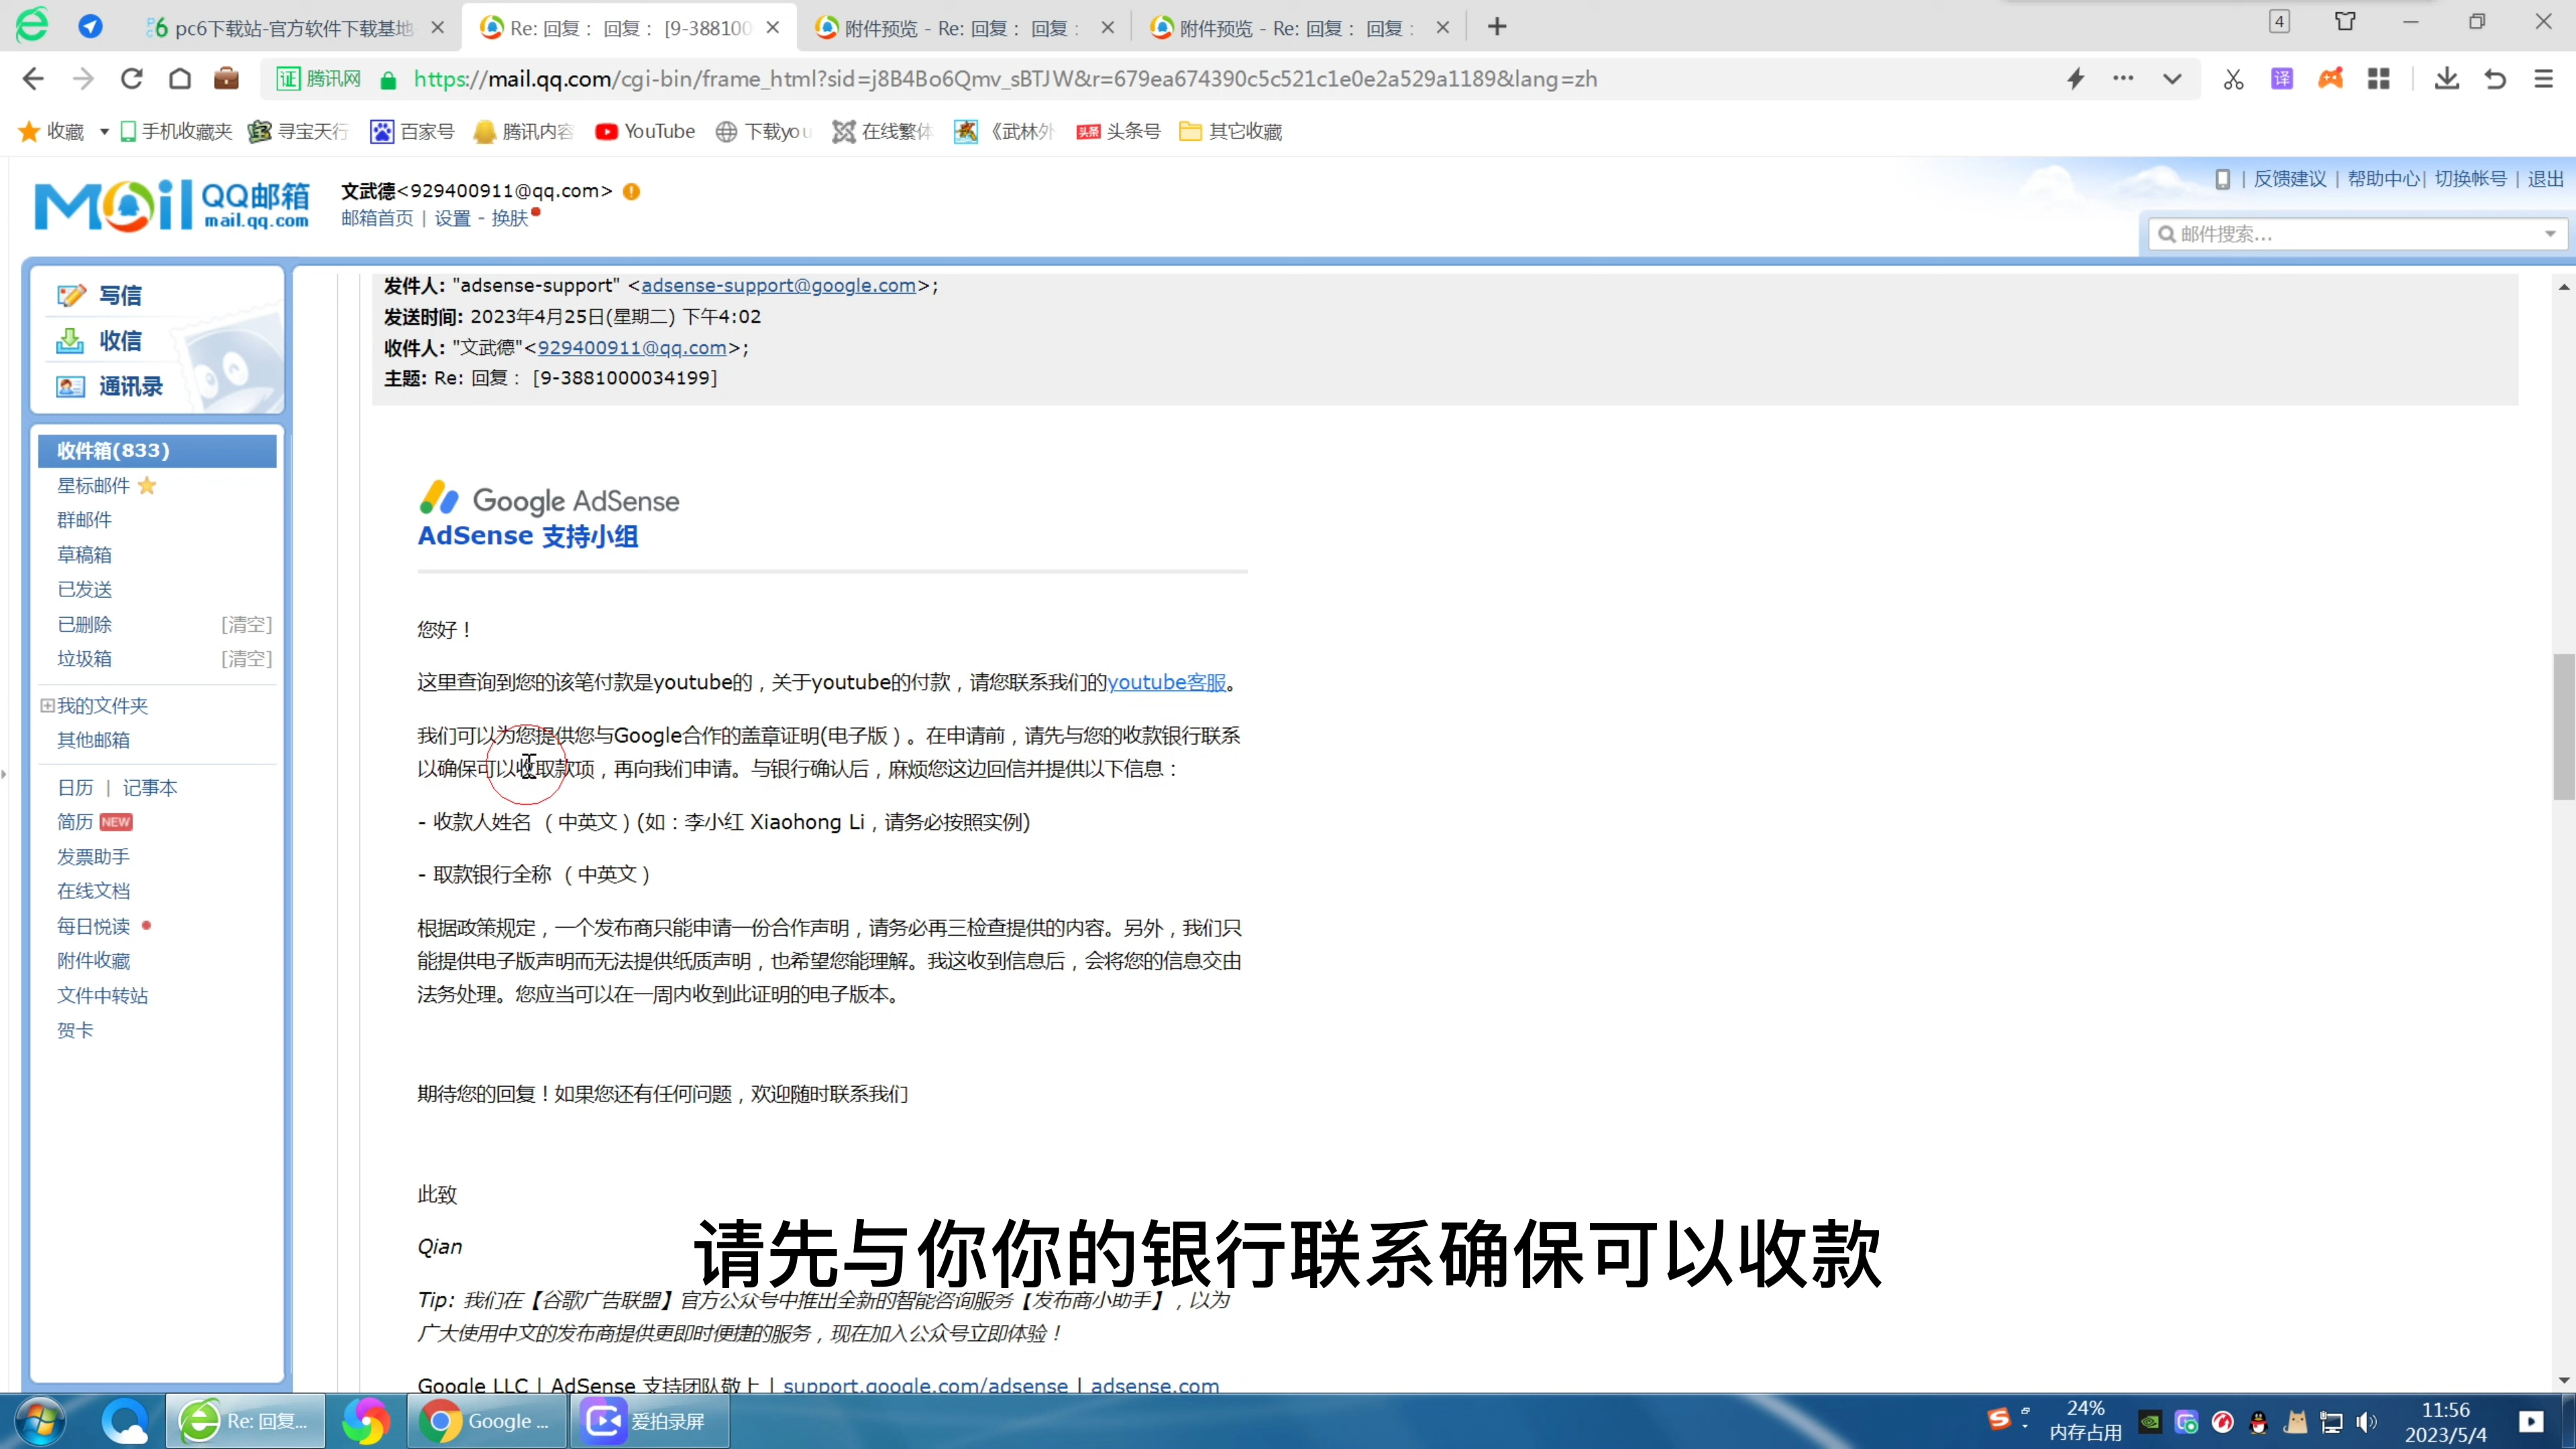 pc6下载站-官方软件下载基地
Re: 回复： 回复： [9-388100
附件预览 - Re: 回复： 回复：
附件预览 - Re: 回复： 回复：
4
证 腾讯网
https://mail.qq.com/cgi-bin/frame_html?sid=j8B4Bo6Qmv_sBTJW&r=679ea674390c5c521c1e0e2a529a1189&lang=zh
译
收藏 手机收藏夹 寻宝天行 百家号 腾讯内容 YouTube 下载you 在线繁体 《武林外 头条 头条号 其它收藏
Mail QQ邮箱
mail.qq.com
文武德<929400911@qq.com>
邮箱首页 | 设置 - 换肤
反馈建议 | 帮助中心 | 切换帐号 | 退出
邮件搜索...
写信
收信
通讯录
收件箱(833)
星标邮件
群邮件
草稿箱
已发送
已删除 [清空]
垃圾箱 [清空]
我的文件夹
其他邮箱
日历 | 记事本
简历 NEW
发票助手
在线文档
每日悦读
附件收藏
文件中转站
贺卡
发件人: "adsense-support" <adsense-support@google.com>;
发送时间: 2023年4月25日(星期二) 下午4:02
收件人: "文武德"<929400911@qq.com>;
主题: Re: 回复： [9-3881000034199]
Google AdSense
AdSense 支持小组
您好！
这里查询到您的该笔付款是youtube的，关于youtube的付款，请您联系我们的youtube客服。
我们可以为您提供您与Google合作的盖章证明(电子版）。在申请前，请先与您的收款银行联系
以确保可以收取款项，再向我们申请。与银行确认后，麻烦您这边回信并提供以下信息：
- 收款人姓名 （中英文）(如：李小红 Xiaohong Li，请务必按照实例)
- 取款银行全称 （中英文）
根据政策规定，一个发布商只能申请一份合作声明，请务必再三检查提供的内容。另外，我们只
能提供电子版声明而无法提供纸质声明，也希望您能理解。我这收到信息后，会将您的信息交由
法务处理。您应当可以在一周内收到此证明的电子版本。
期待您的回复！如果您还有任何问题，欢迎随时联系我们
此致
Qian
请先与你你的银行联系确保可以收款
Tip: 我们在【谷歌广告联盟】官方公众号中推出全新的智能咨询服务【发布商小助手】，以为
广大使用中文的发布商提供更即时便捷的服务，现在加入公众号立即体验！
Google LLC | AdSense 支持团队敬上 | support.google.com/adsense | adsense.com
Re: 回复...
Google ...
爱拍录屏
24%
内存占用
11:56
2023/5/4